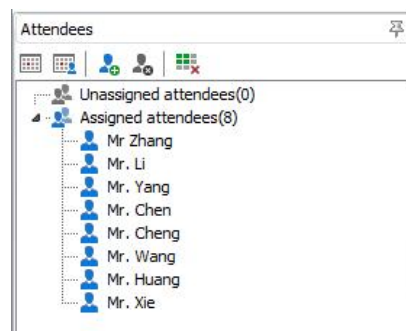 Attendees
Unassigned attendees(0)
Assigned attendees(8)
Mr Zhang
Mr. Li
Mr. Yang
Mr. Chen
Mr. Cheng
Mr. Wang
Mr. Huang
Mr. Xie